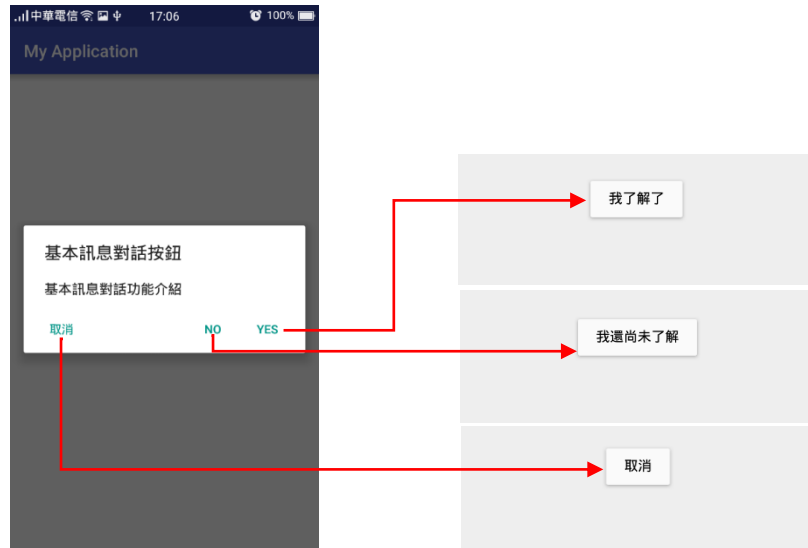 中華電信 17:06 100%
My Application
基本訊息對話按鈕
基本訊息對話功能介紹
取消 NO YES
我了解了
我還尚未了解
取消